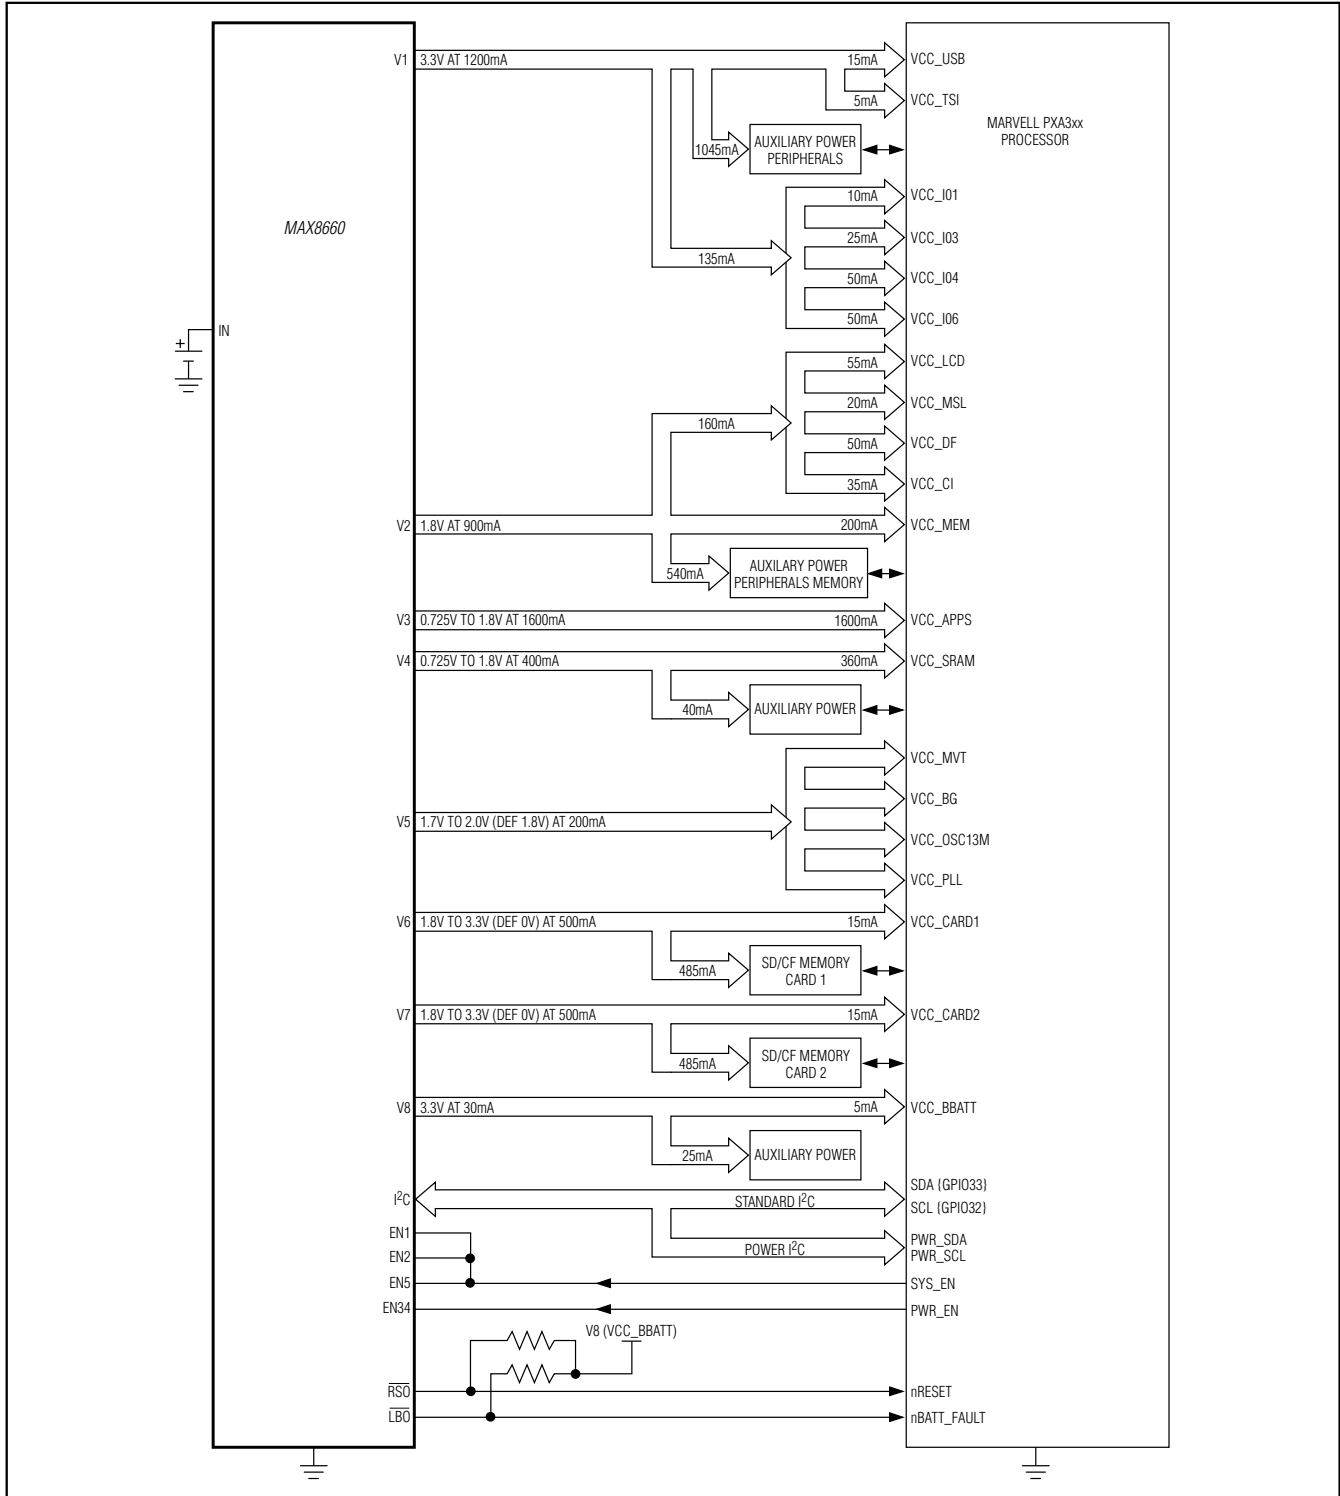 V1 3.3V AT 1200mA 15mA VCC_USB
5mA VCC_TSI
MARVELL PXA3xx
PROCESSOR
1045mA AUXILIARY POWER
PERIPHERALS
10mA VCC_I01
MAX8660
25mA VCC_I03
135mA
50mA VCC_I04
50mA VCC_I06
+ IN
55mA VCC_LCD
20mA VCC_MSL
160mA
50mA VCC_DF
35mA VCC_CI
V2 1.8V AT 900mA 200mA VCC_MEM
540mA AUXILARY POWER
PERIPHERALS MEMORY
V3 0.725V TO 1.8V AT 1600mA 1600mA VCC_APPS
V4 0.725V TO 1.8V AT 400mA 360mA VCC_SRAM
40mA AUXILIARY POWER
VCC_MVT
VCC_BG
V5 1.7V TO 2.0V (DEF 1.8V) AT 200mA
VCC_OSC13M
VCC_PLL
V6 1.8V TO 3.3V (DEF 0V) AT 500mA 15mA VCC_CARD1
485mA SD/CF MEMORY
CARD 1
V7 1.8V TO 3.3V (DEF 0V) AT 500mA 15mA VCC_CARD2
485mA SD/CF MEMORY
CARD 2
V8 3.3V AT 30mA 5mA VCC_BBATT
25mA AUXILIARY POWER
SDA {GPIO33}
I2C STANDARD I2C
SCL {GPIO32}
EN1
PWR_SDA
POWER I2C
EN2 PWR_SCL
EN5 SYS_EN
EN34 PWR_EN
V8 (VCC_BBATT)
RSO nRESET
LBO nBATT_FAULT